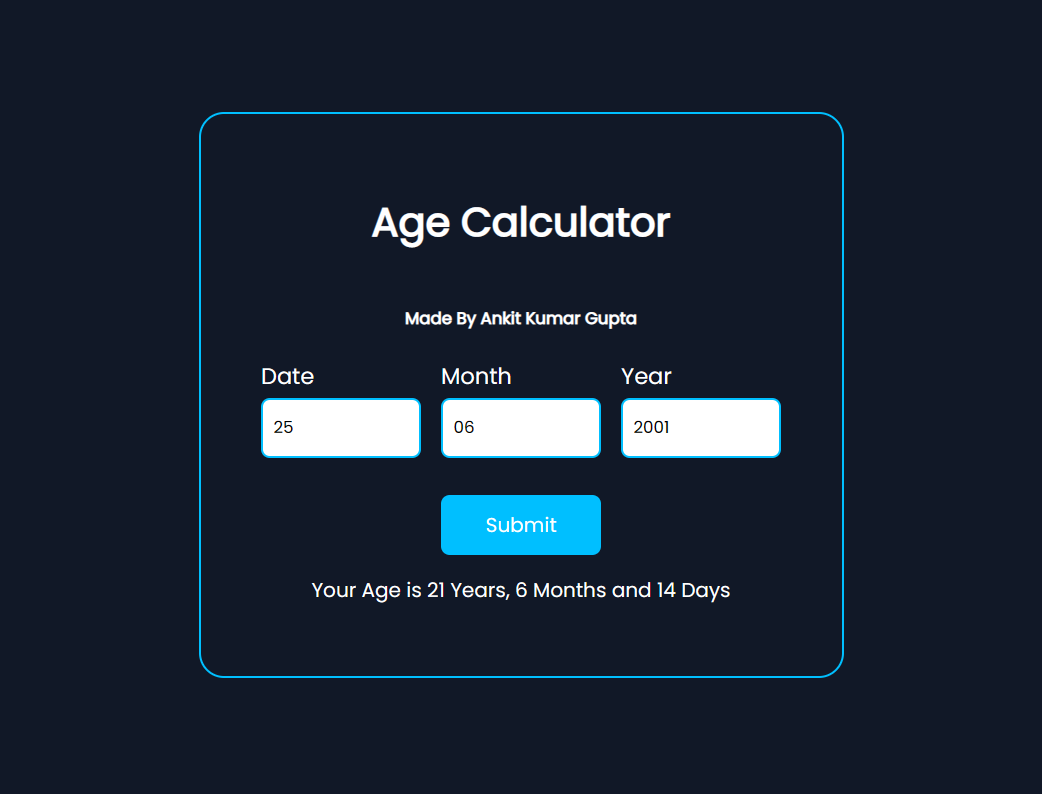 Age Calculator
Made By Ankit Kumar Gupta
Date Month Year
25 06 2001
Submit
Your Age is 21 Years, 6 Months and 14 Days